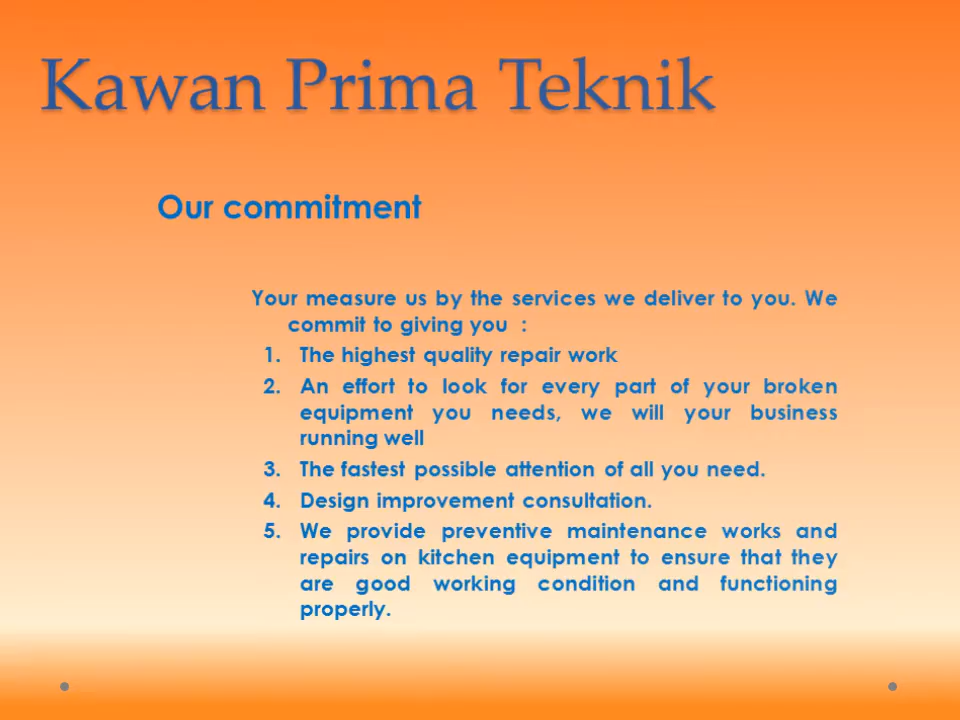 Kawan Prima Teknik
Our commitment
Your measure us by the services we deliver to you. We
commit to giving you :
1. The highest quality repair work
2. An effort to look for every part of your broken
equipment you needs, we will your business
running well
3. The fastest possible attention of all you need.
4. Design improvement consultation.
5. We provide preventive maintenance works and
repairs on kitchen equipment to ensure that they
are good working condition and functioning
properly.